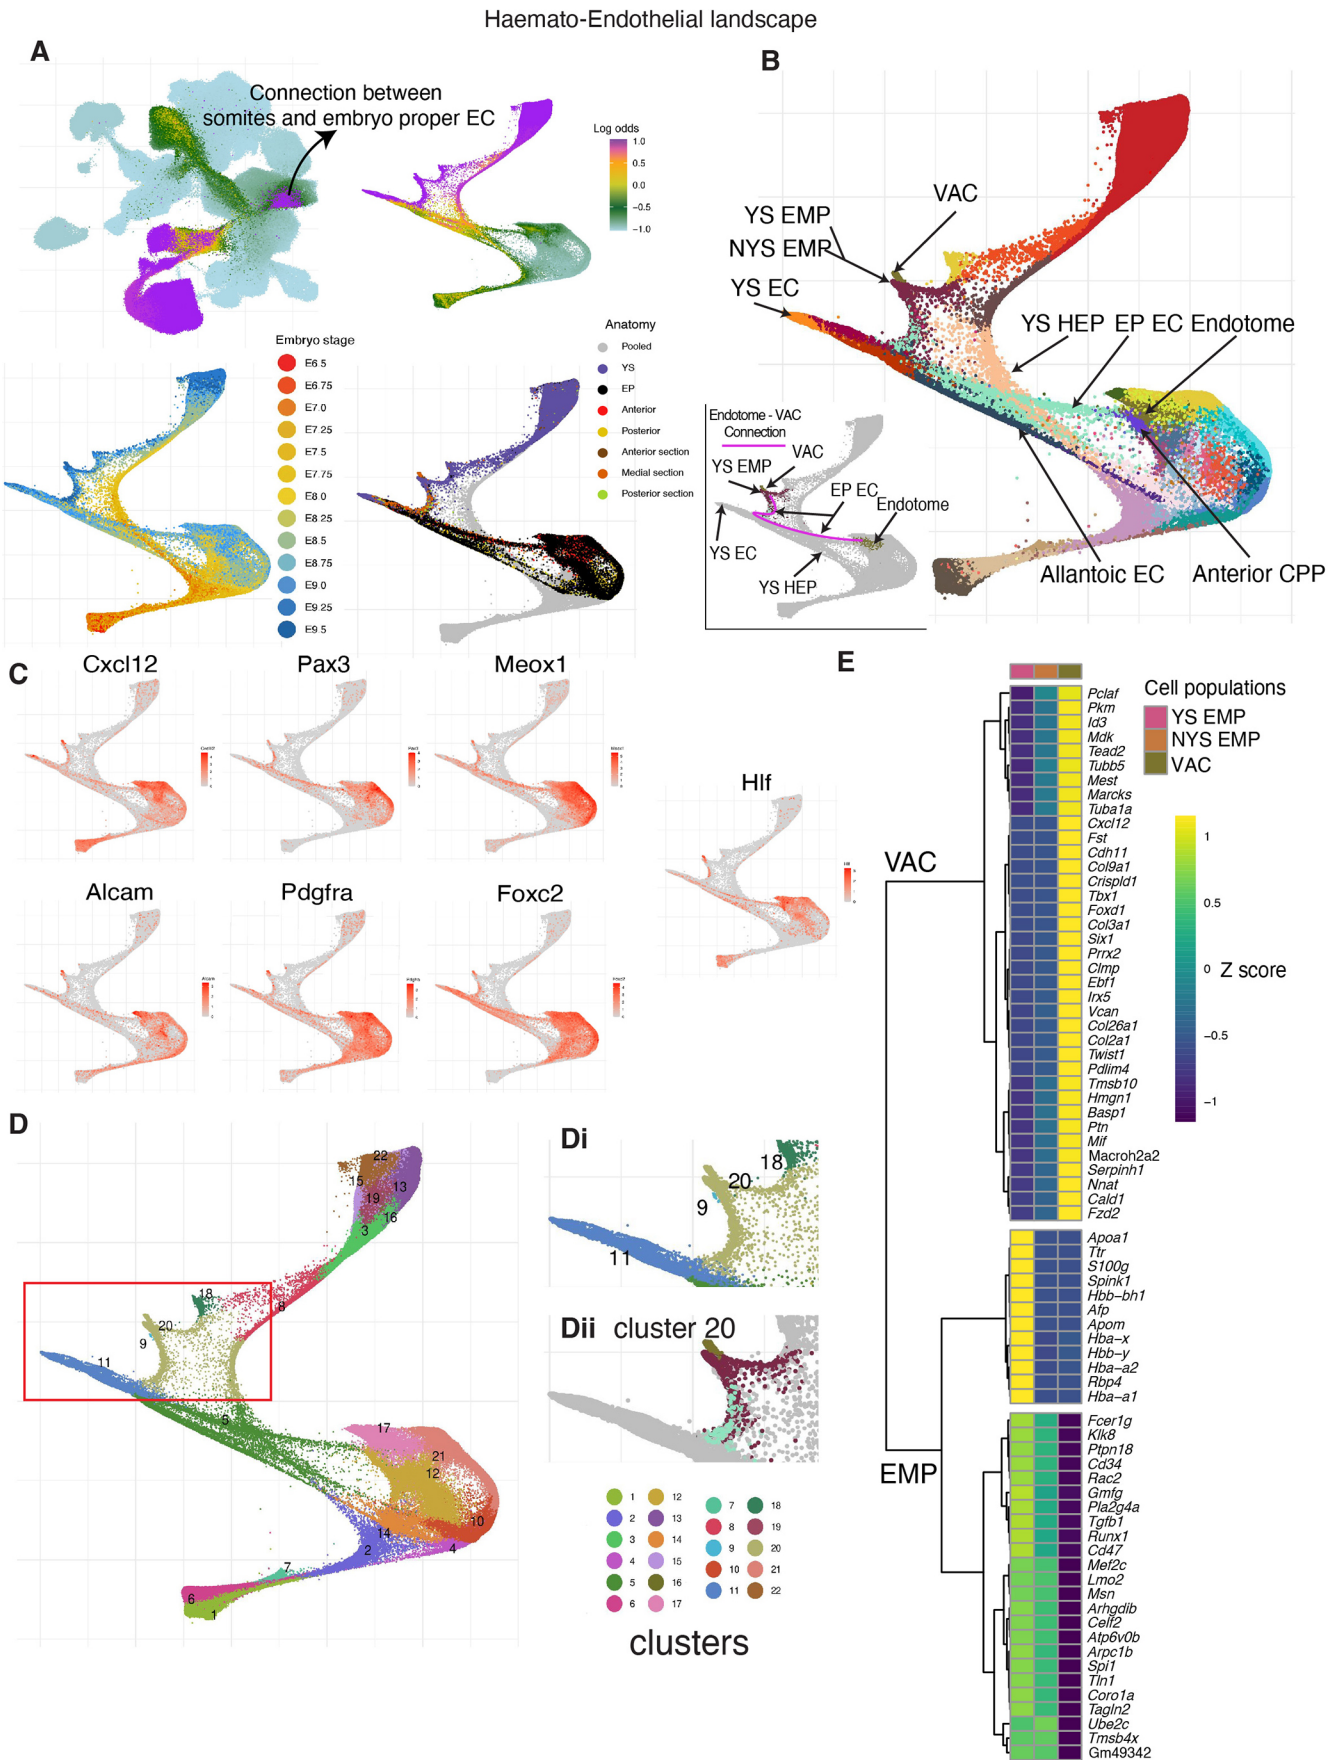 Haemato-Endothelial landscape
A
Connection between
somites and embryo proper EC
Log odds
1.0
0.5
0.0
−0.5
−1.0
Embryo stage
E6.5
E6.75
E7.0
E7.25
E7.5
E7.75
E8.0
E8.25
E8.5
E8.75
E9.0
E9.25
E9.5
Anatomy
Pooled
YS
EP
Anterior
Posterior
Anterior section
Medial section
Posterior section
B
VAC
YS EMP
NYS EMP
YS EC
YS HEP
EP EC
Endotome
Allantoic EC
Anterior CPP
Endotome - VAC
Connection
VAC
YS EMP
EP EC
Endotome
YS EC
YS HEP
C
Cxcl12
Pax3
Meox1
Alcam
Pdgfra
Foxc2
Hlf
D
22
15
13
19
16
3
18
8
20
9
11
5
17
21
12
10
14
2
4
7
6
1
Di
18
20
9
11
Dii cluster 20
1
2
3
4
5
6
12
13
14
15
16
17
7
8
9
10
11
18
19
20
21
22
clusters
E
Cell populations
YS EMP
NYS EMP
VAC
1
0.5
0
−0.5
−1
Z score
VAC
EMP
Pclaf
Pkm
Id3
Mdk
Tead2
Tubb5
Mest
Marcks
Tuba1a
Cxcl12
Fst
Cdh11
Col9a1
Crispld1
Tbx1
Foxd1
Col3a1
Six1
Prrx2
Clmp
Ebf1
Irx5
Vcan
Col26a1
Col2a1
Twist1
Pdlim4
Tmsb10
Hmgn1
Basp1
Ptn
Mif
Macroh2a2
Serpinh1
Nnat
Cald1
Fzd2
Apoa1
Ttr
S100g
Spink1
Hbb−bh1
Afp
Apom
Hba−x
Hbb−y
Hba−a2
Rbp4
Hba−a1
Fcer1g
Klk8
Ptpn18
Cd34
Rac2
Gmfg
Pla2g4a
Tgfb1
Runx1
Cd47
Mef2c
Lmo2
Msn
Arhgdib
Celf2
Atp6v0b
Arpc1b
Spi1
Tln1
Coro1a
Tagln2
Ube2c
Tmsb4x
Gm49342